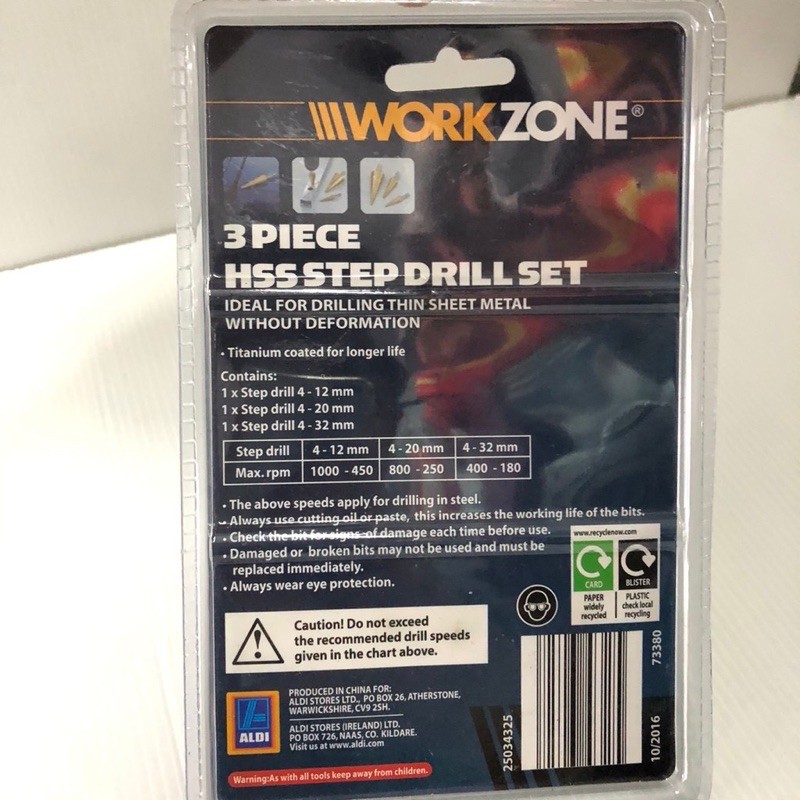 WORKZONE®
3 PIECE
HSS STEP DRILL SET
IDEAL FOR DRILLING THIN SHEET METAL
WITHOUT DEFORMATION
• Titanium coated for longer life
Contains:
1 x Step drill 4 - 12 mm
1 x Step drill 4 - 20 mm
1 x Step drill 4 - 32 mm
Step drill 4 - 12 mm 4 - 20 mm 4 - 32 mm
Max. rpm 1000 - 450 800 - 250 400 - 180
• The above speeds apply for drilling in steel.
• Always use cutting oil or paste, this increases the working life of the bits.
• Check the bit for signs of damage each time before use.
• Damaged or broken bits may not be used and must be
replaced immediately.
• Always wear eye protection.
www.recyclenow.com
CARD BLISTER
PAPER
widely
recycled
PLASTIC
check local
recycling
Caution! Do not exceed
the recommended drill speeds
given in the chart above.
ALDI
PRODUCED IN CHINA FOR:
ALDI STORES LTD., PO BOX 26, ATHERSTONE,
WARWICKSHIRE, CV9 2SH.
ALDI STORES (IRELAND) LTD.
PO BOX 726, NAAS, CO. KILDARE.
Visit us at www.aldi.com
Warning:As with all tools keep away from children.
25034325
73380
10/2016